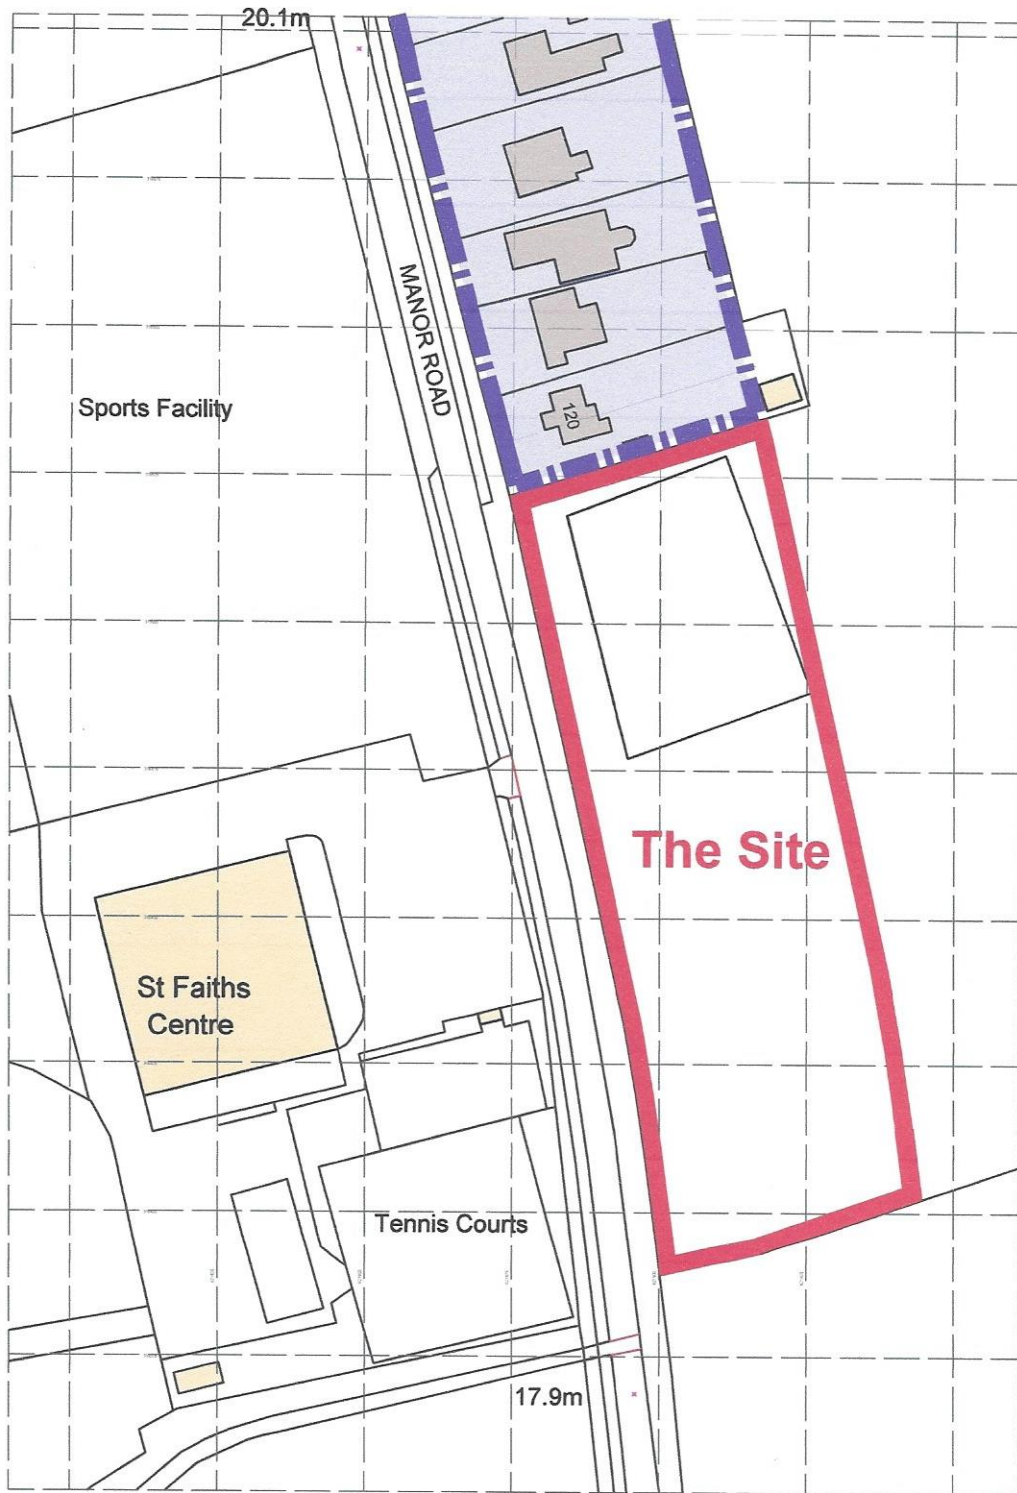 20.1m
MANOR ROAD
Sports Facility
120
The Site
St Faiths
Centre
Tennis Courts
17.9m